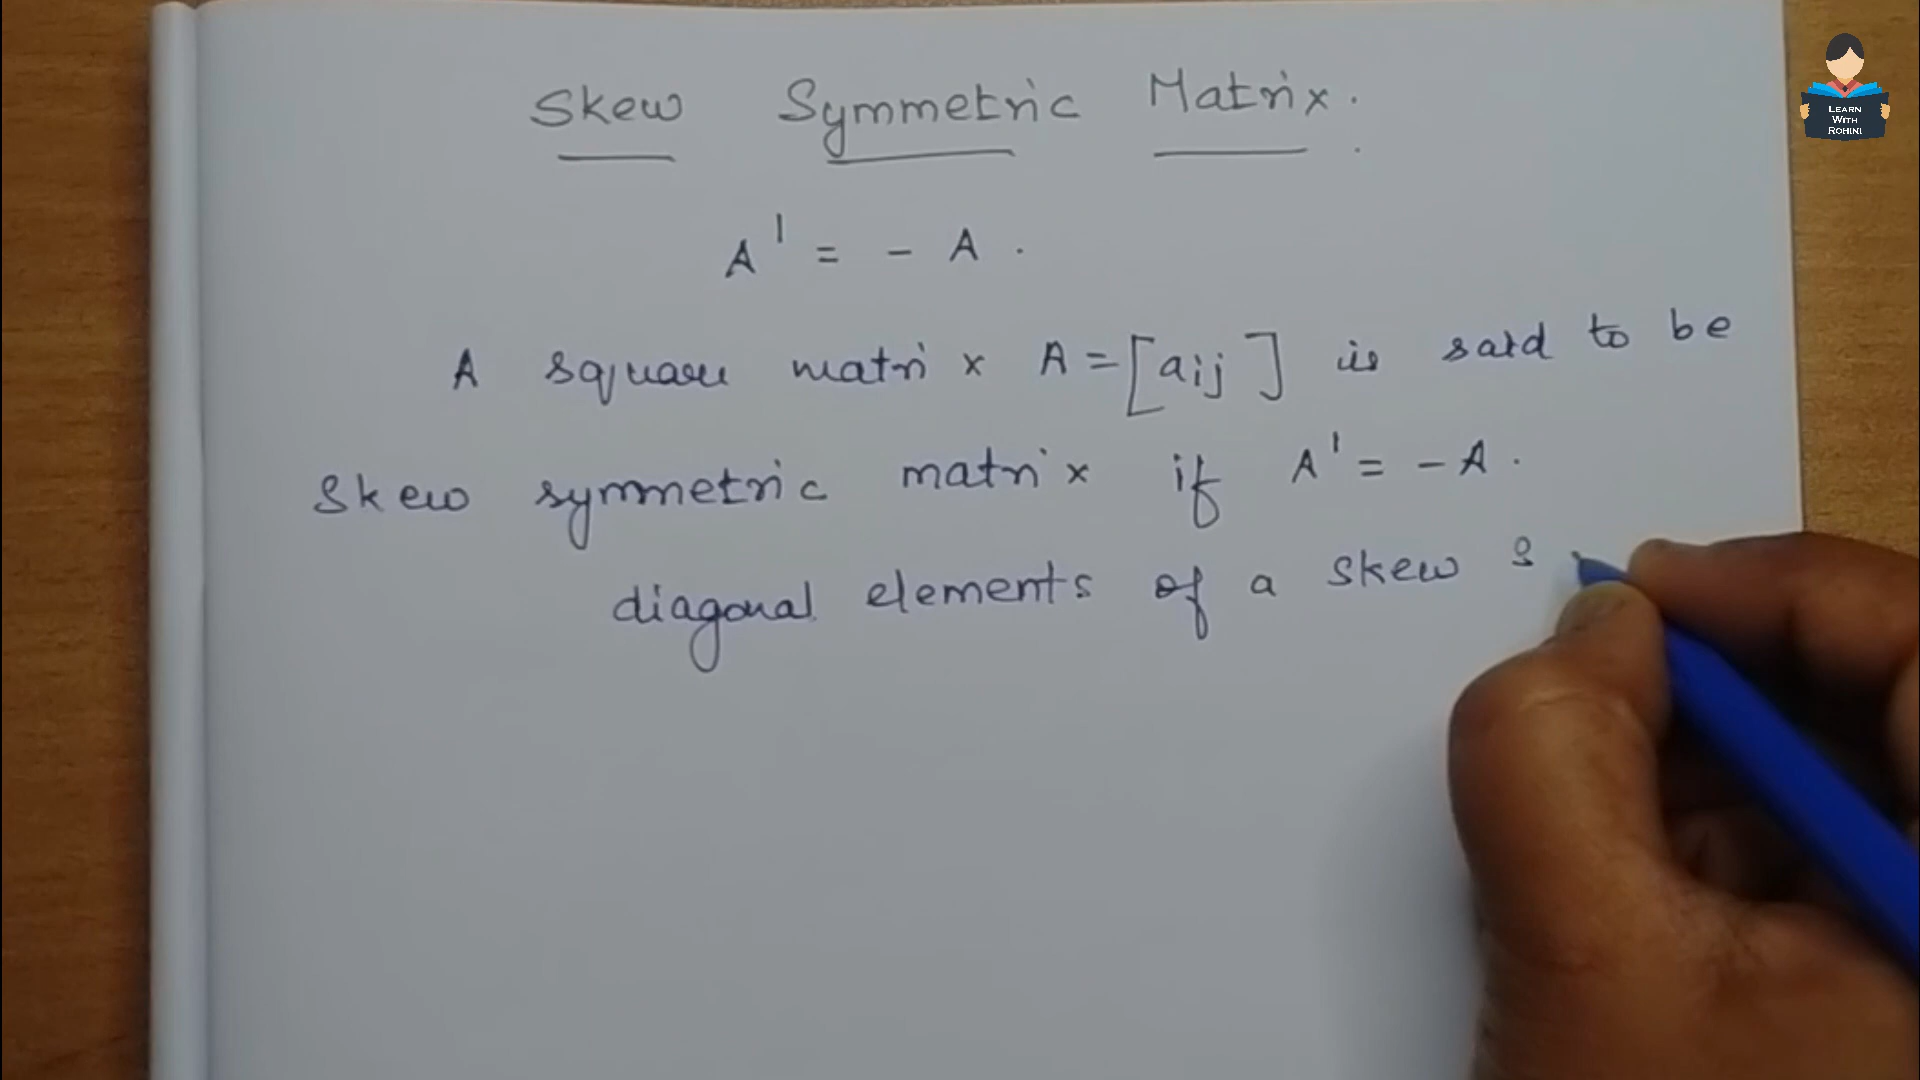 Skew Symmetric Matrix.
A' = - A.
A square matrix A = [aij] is said to be
skew symmetric matrix if A' = -A.
diagonal elements of a skew s
LEARN
WITH
ROHINI